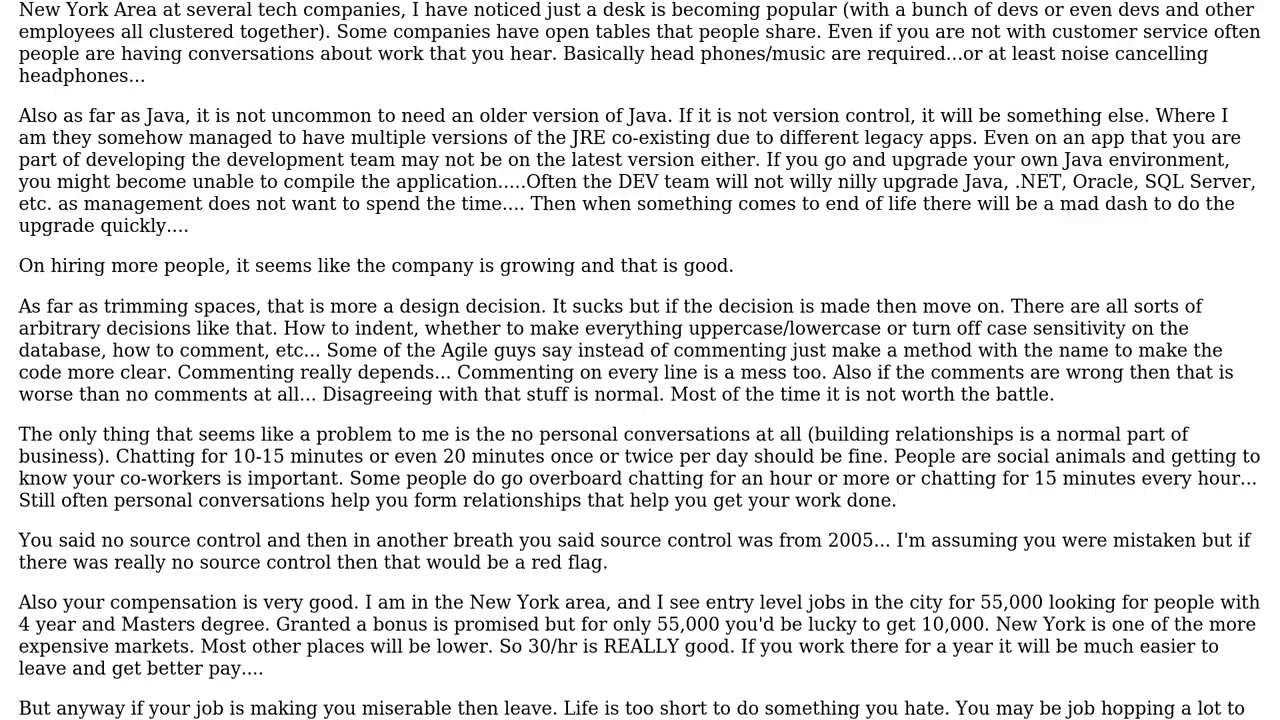 New York Area at several tech companies, I have noticed just a desk is becoming popular (with a bunch of devs or even devs and other
employees all clustered together). Some companies have open tables that people share. Even if you are not with customer service often
people are having conversations about work that you hear. Basically head phones/music are required...or at least noise cancelling
headphones...
Also as far as Java, it is not uncommon to need an older version of Java. If it is not version control, it will be something else. Where I
am they somehow managed to have multiple versions of the JRE co-existing due to different legacy apps. Even on an app that you are
part of developing the development team may not be on the latest version either. If you go and upgrade your own Java environment,
you might become unable to compile the application.....Often the DEV team will not willy nilly upgrade Java, .NET, Oracle, SQL Server,
etc. as management does not want to spend the time.... Then when something comes to end of life there will be a mad dash to do the
upgrade quickly....
On hiring more people, it seems like the company is growing and that is good.
As far as trimming spaces, that is more a design decision. It sucks but if the decision is made then move on. There are all sorts of
arbitrary decisions like that. How to indent, whether to make everything uppercase/lowercase or turn off case sensitivity on the
database, how to comment, etc... Some of the Agile guys say instead of commenting just make a method with the name to make the
code more clear. Commenting really depends... Commenting on every line is a mess too. Also if the comments are wrong then that is
worse than no comments at all... Disagreeing with that stuff is normal. Most of the time it is not worth the battle.
The only thing that seems like a problem to me is the no personal conversations at all (building relationships is a normal part of
business). Chatting for 10-15 minutes or even 20 minutes once or twice per day should be fine. People are social animals and getting to
know your co-workers is important. Some people do go overboard chatting for an hour or more or chatting for 15 minutes every hour...
Still often personal conversations help you form relationships that help you get your work done.
You said no source control and then in another breath you said source control was from 2005... I'm assuming you were mistaken but if
there was really no source control then that would be a red flag.
Also your compensation is very good. I am in the New York area, and I see entry level jobs in the city for 55,000 looking for people with
4 year and Masters degree. Granted a bonus is promised but for only 55,000 you'd be lucky to get 10,000. New York is one of the more
expensive markets. Most other places will be lower. So 30/hr is REALLY good. If you work there for a year it will be much easier to
leave and get better pay....
But anyway if your job is making you miserable then leave. Life is too short to do something you hate. You may be job hopping a lot to